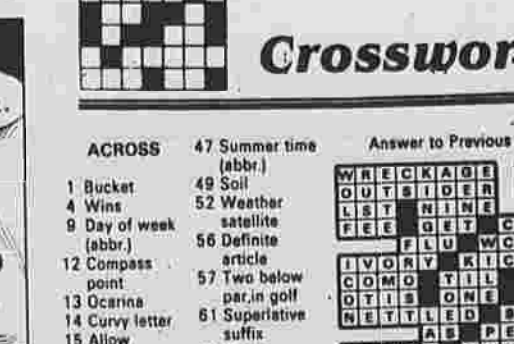 Crosswor
ACROSS
1 Bucket
4 Wins
9 Day of week
(abbr.)
12 Compass
point
13 Ocarina
14 Curvy letter
15 Allow
47 Summer time
(abbr.)
49 Soil
52 Weather
satellite
56 Definite
article
57 Two below
par,in golf
61 Superlative
suffix
Answer to Previous
WRECKAGE
OUTSIDER
LST NINE
FEE GET C
FLU WC
IVORY KIC
COMO TIL
OTIS ONE
NETTLED S
AS PE